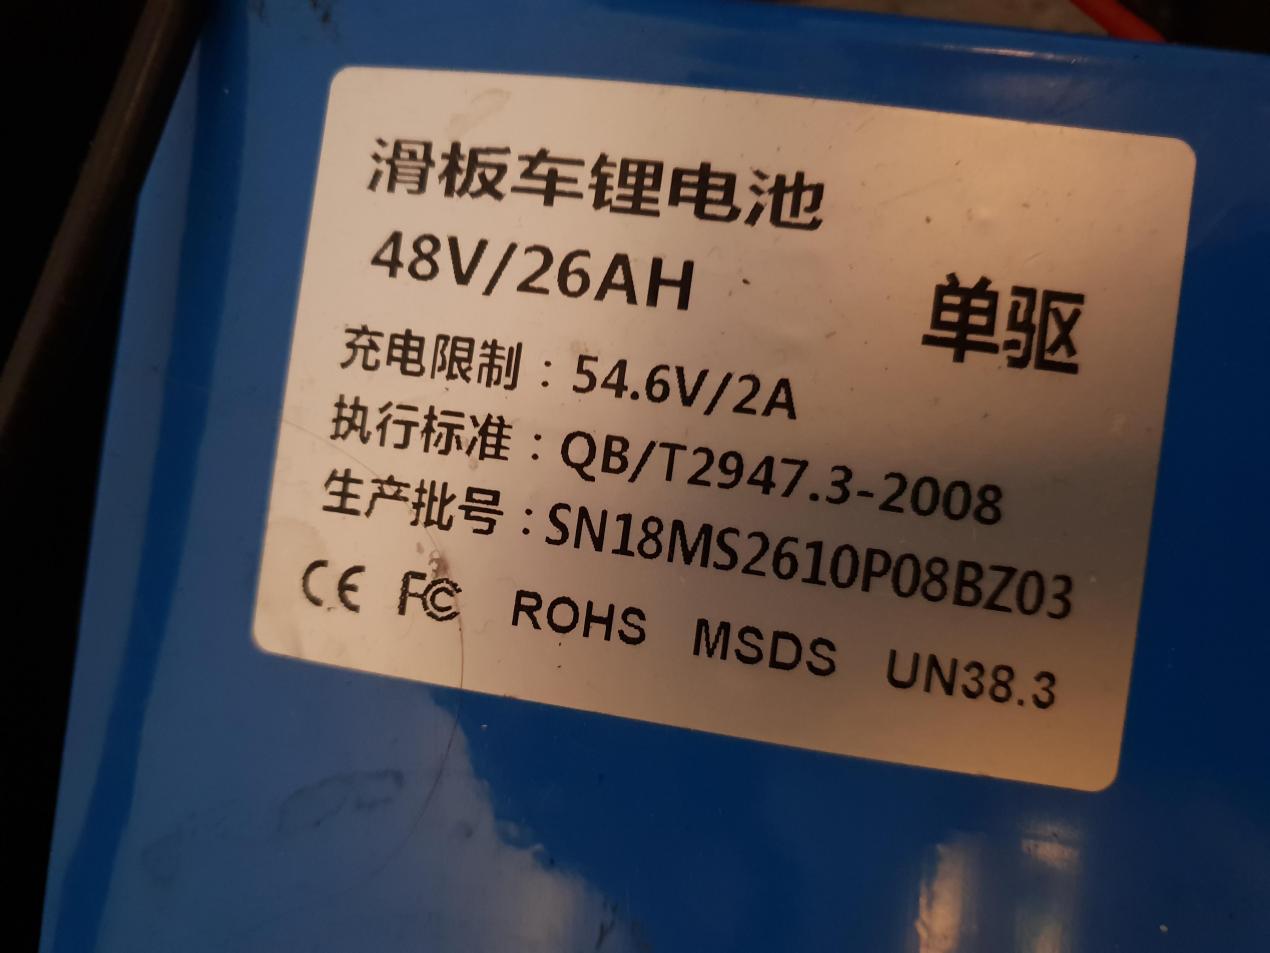 滑板车锂电池
48V/26AH
单驱
充电限制：54.6V/2A
执行标准：QB/T2947.3-2008
生产批号：SN18MS2610P08BZ03
CE FC ROHS MSDS UN38.3